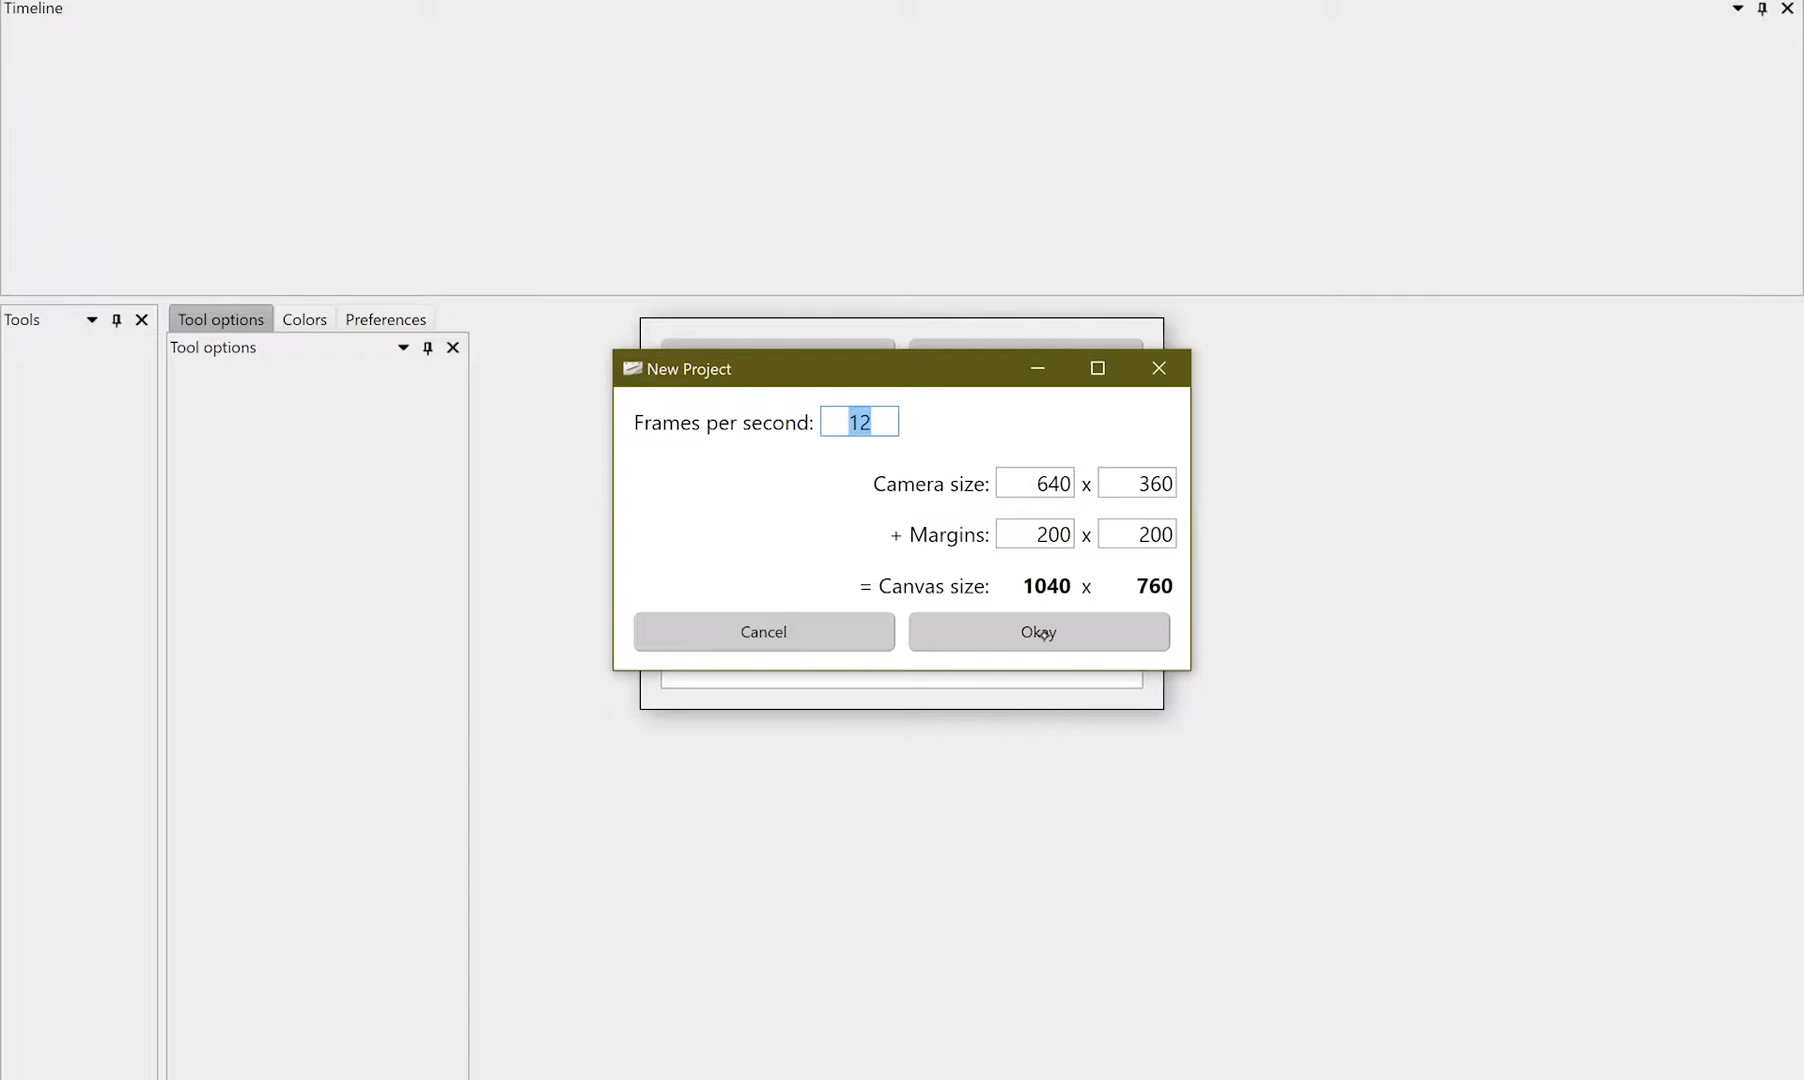 Timeline
Tools
Tool options Colors Preferences
Tool options
New Project
Frames per second: 12
Camera size: 640 x 360
+ Margins: 200 x 200
= Canvas size: 1040 x 760
Cancel Okay